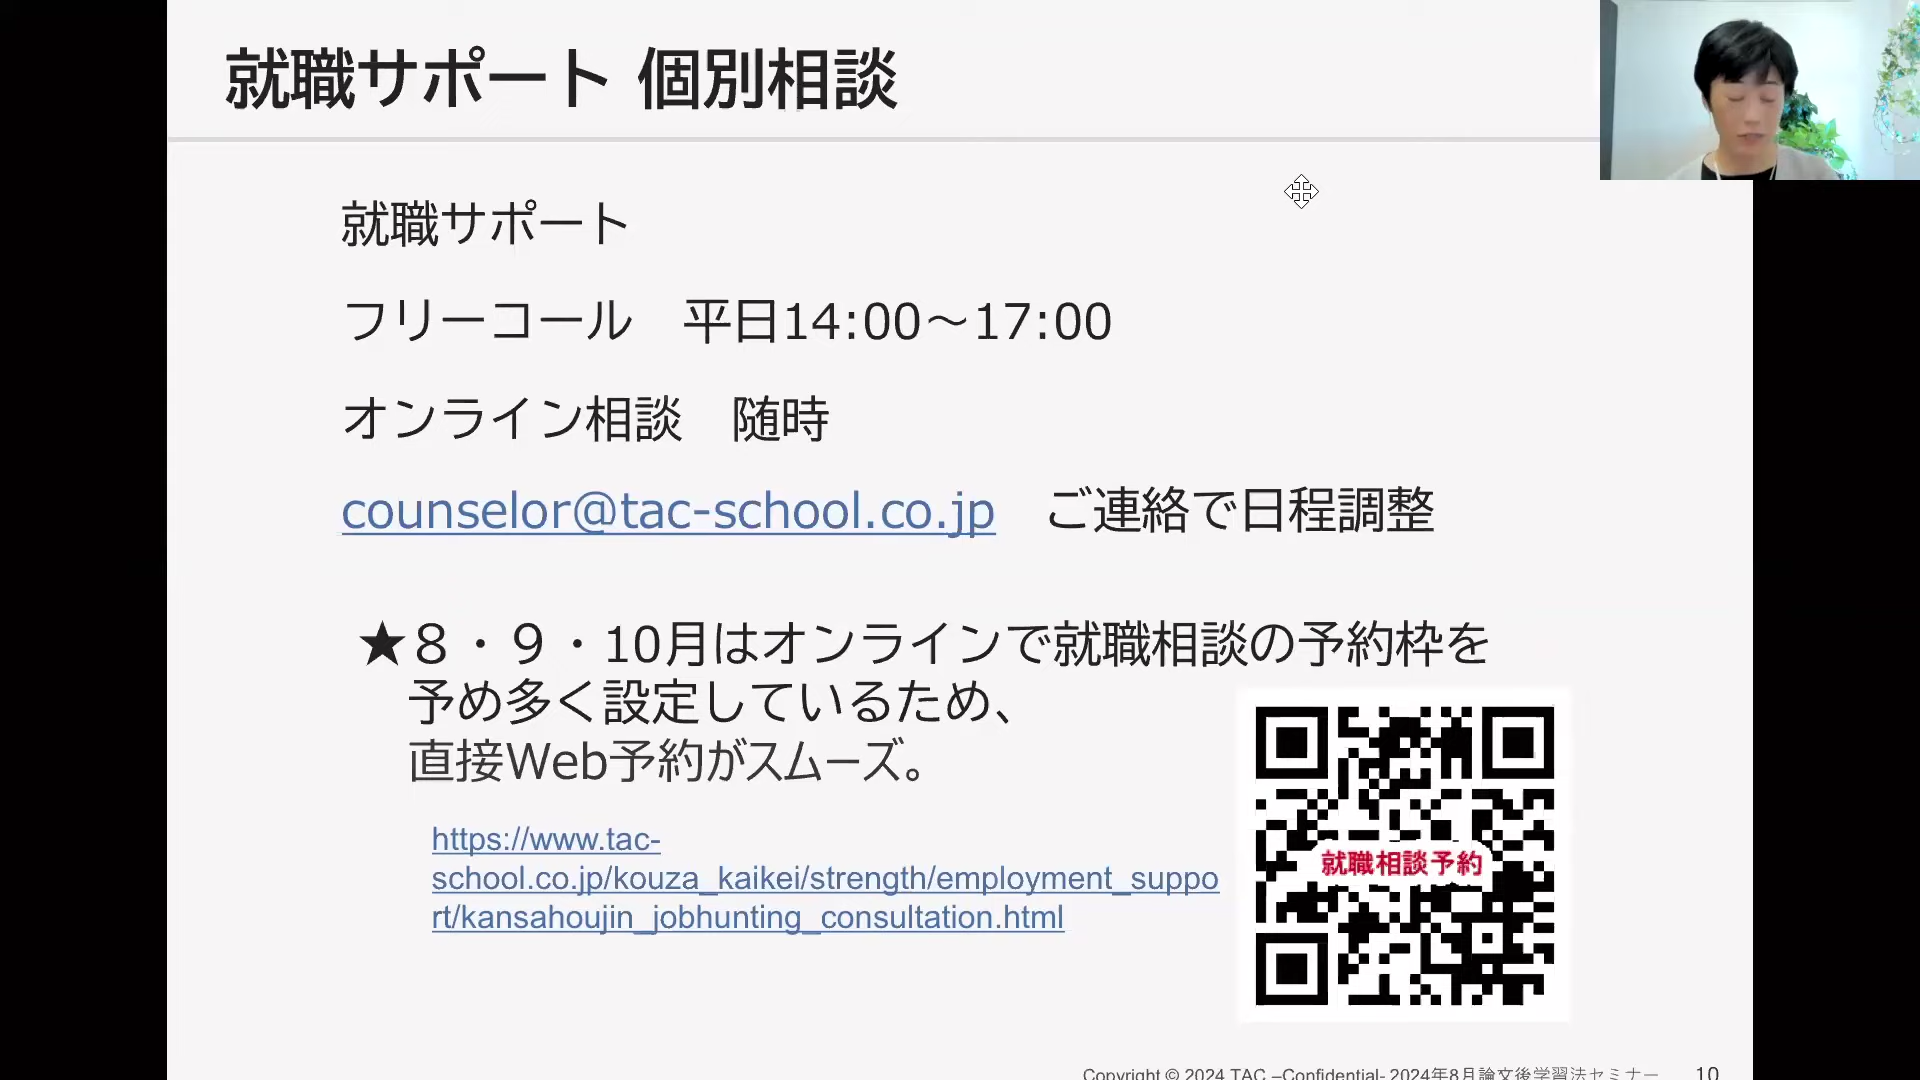 就職サポート 個別相談
就職サポート
フリーコール　平日14:00～17:00
オンライン相談　随時
counselor@tac-school.co.jp　ご連絡で日程調整
★８・９・10月はオンラインで就職相談の予約枠を
予め多く設定しているため、
直接Web予約がスムーズ。
https://www.tac-
school.co.jp/kouza_kaikei/strength/employment_suppo
rt/kansahoujin_jobhunting_consultation.html
就職相談予約
Copyright © 2024 TAC –Confidential- 2024年8月論文後学習法セミナー 10